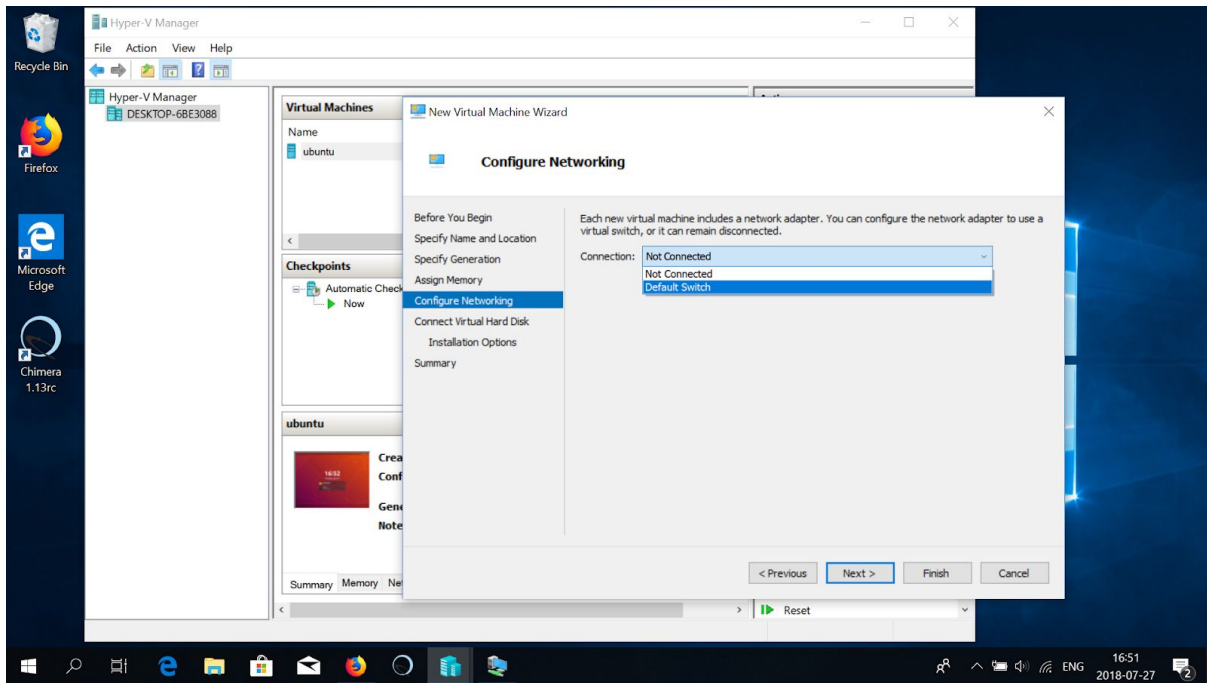 Recycle Bin
Firefox
Microsoft
Edge
Chimera
1.13rc
Hyper-V Manager
File Action View Help
Hyper-V Manager
DESKTOP-6BE3088
Virtual Machines
Name
ubuntu
Checkpoints
Automatic Check
Now
ubuntu
16:52
Crea
Conf
Gene
Note
Summary Memory Net
Reset
New Virtual Machine Wizard
Configure Networking
Before You Begin
Specify Name and Location
Specify Generation
Assign Memory
Configure Networking
Connect Virtual Hard Disk
Installation Options
Summary
Each new virtual machine includes a network adapter. You can configure the network adapter to use a
virtual switch, or it can remain disconnected.
Connection: Not Connected
Not Connected
Default Switch
< Previous Next > Finish Cancel
ENG
16:51
2018-07-27
2